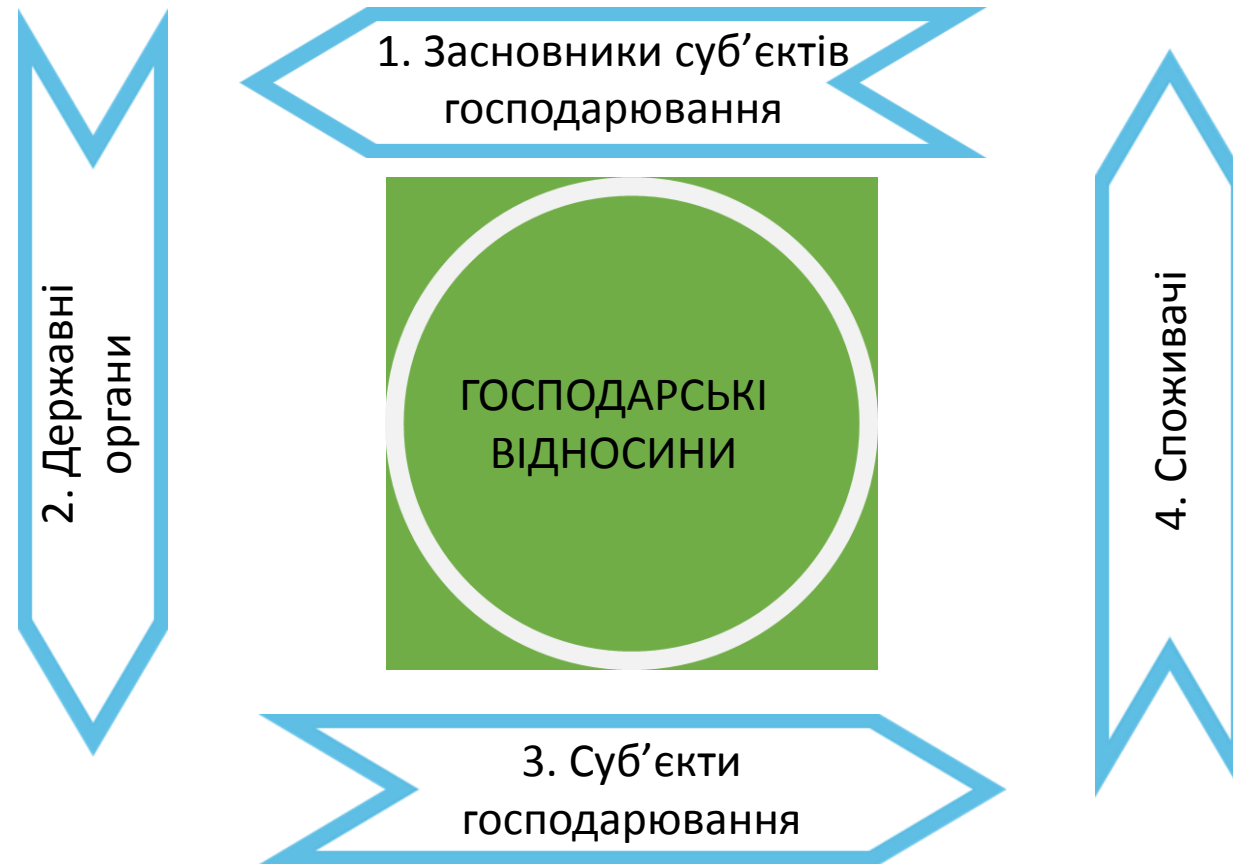 1. Засновники суб’єктів
господарювання
2. Державні
органи
ГОСПОДАРСЬКІ
ВІДНОСИНИ
4. Споживачі
3. Суб’єкти
господарювання